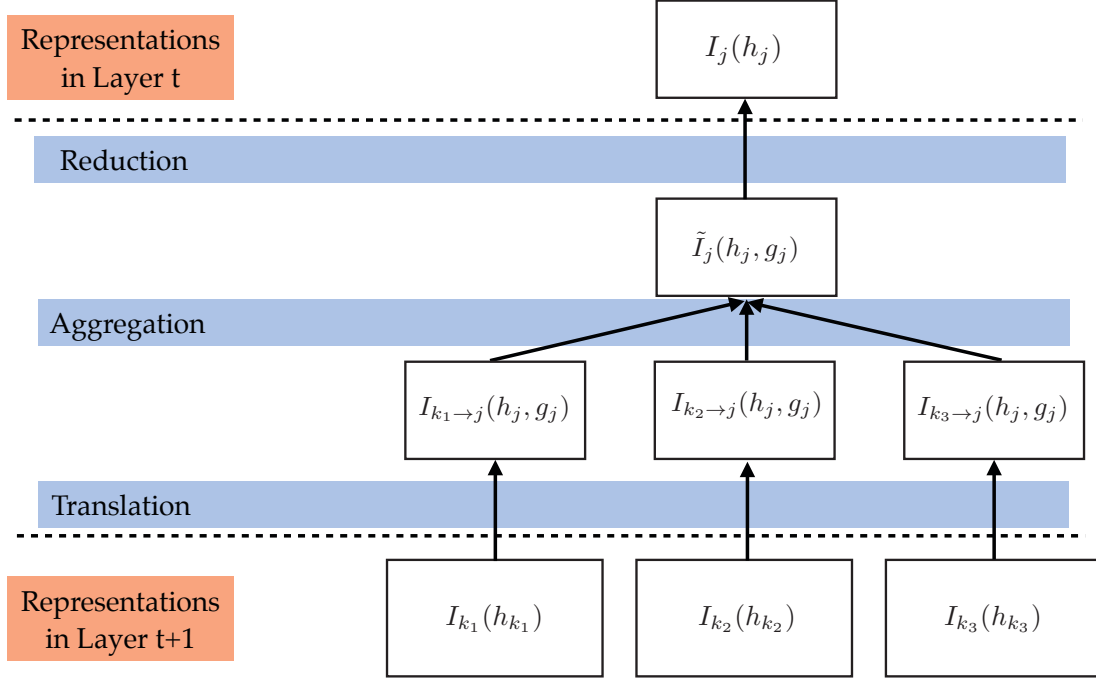 Representations
in Layer t
I_j(h_j)
Reduction
Ĩ_j(h_j, g_j)
Aggregation
I_{k_1→j}(h_j, g_j)
I_{k_2→j}(h_j, g_j)
I_{k_3→j}(h_j, g_j)
Translation
Representations
in Layer t+1
I_{k_1}(h_{k_1})
I_{k_2}(h_{k_2})
I_{k_3}(h_{k_3})